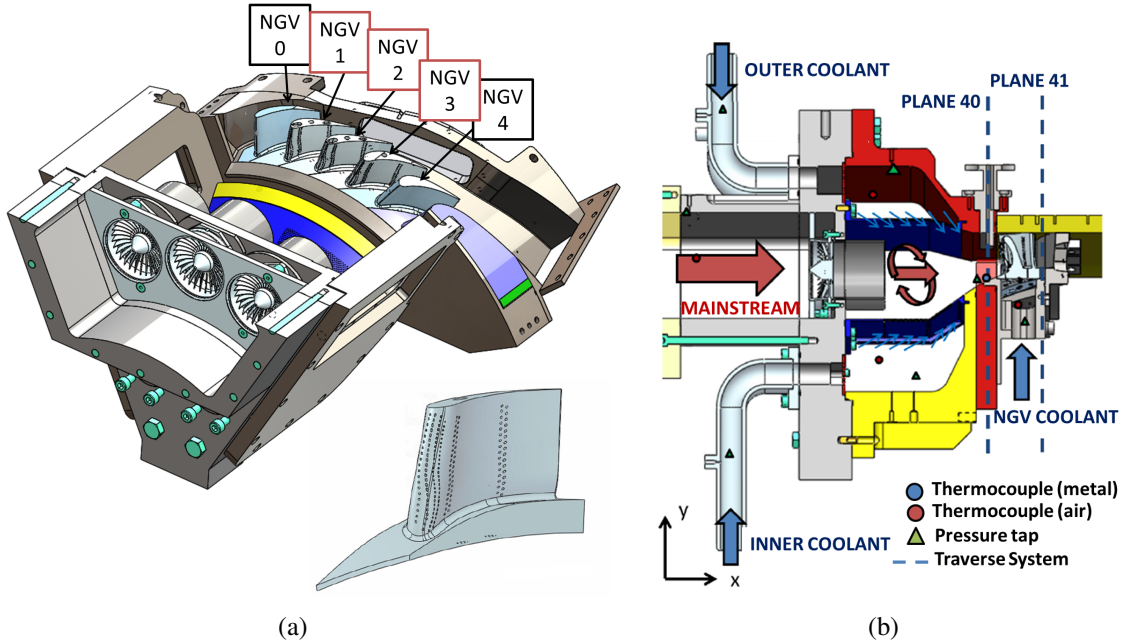 NGV
0
NGV
1
NGV
2
NGV
3
NGV
4
OUTER COOLANT
PLANE 41
PLANE 40
MAINSTREAM
NGV COOLANT
INNER COOLANT
Thermocouple (metal)
Thermocouple (air)
Pressure tap
Traverse System
y
x
(a)
(b)